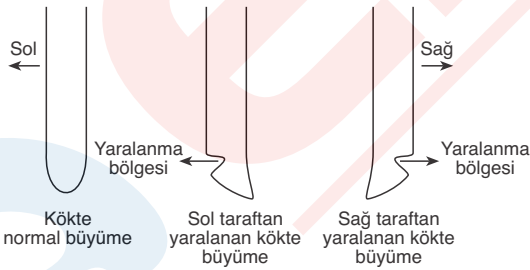 Sol
Sağ
Yaralanma
bölgesi
Yaralanma
bölgesi
Kökte
normal büyüme
Sol taraftan
yaralanan kökte
büyüme
Sağ taraftan
yaralanan kökte
büyüme